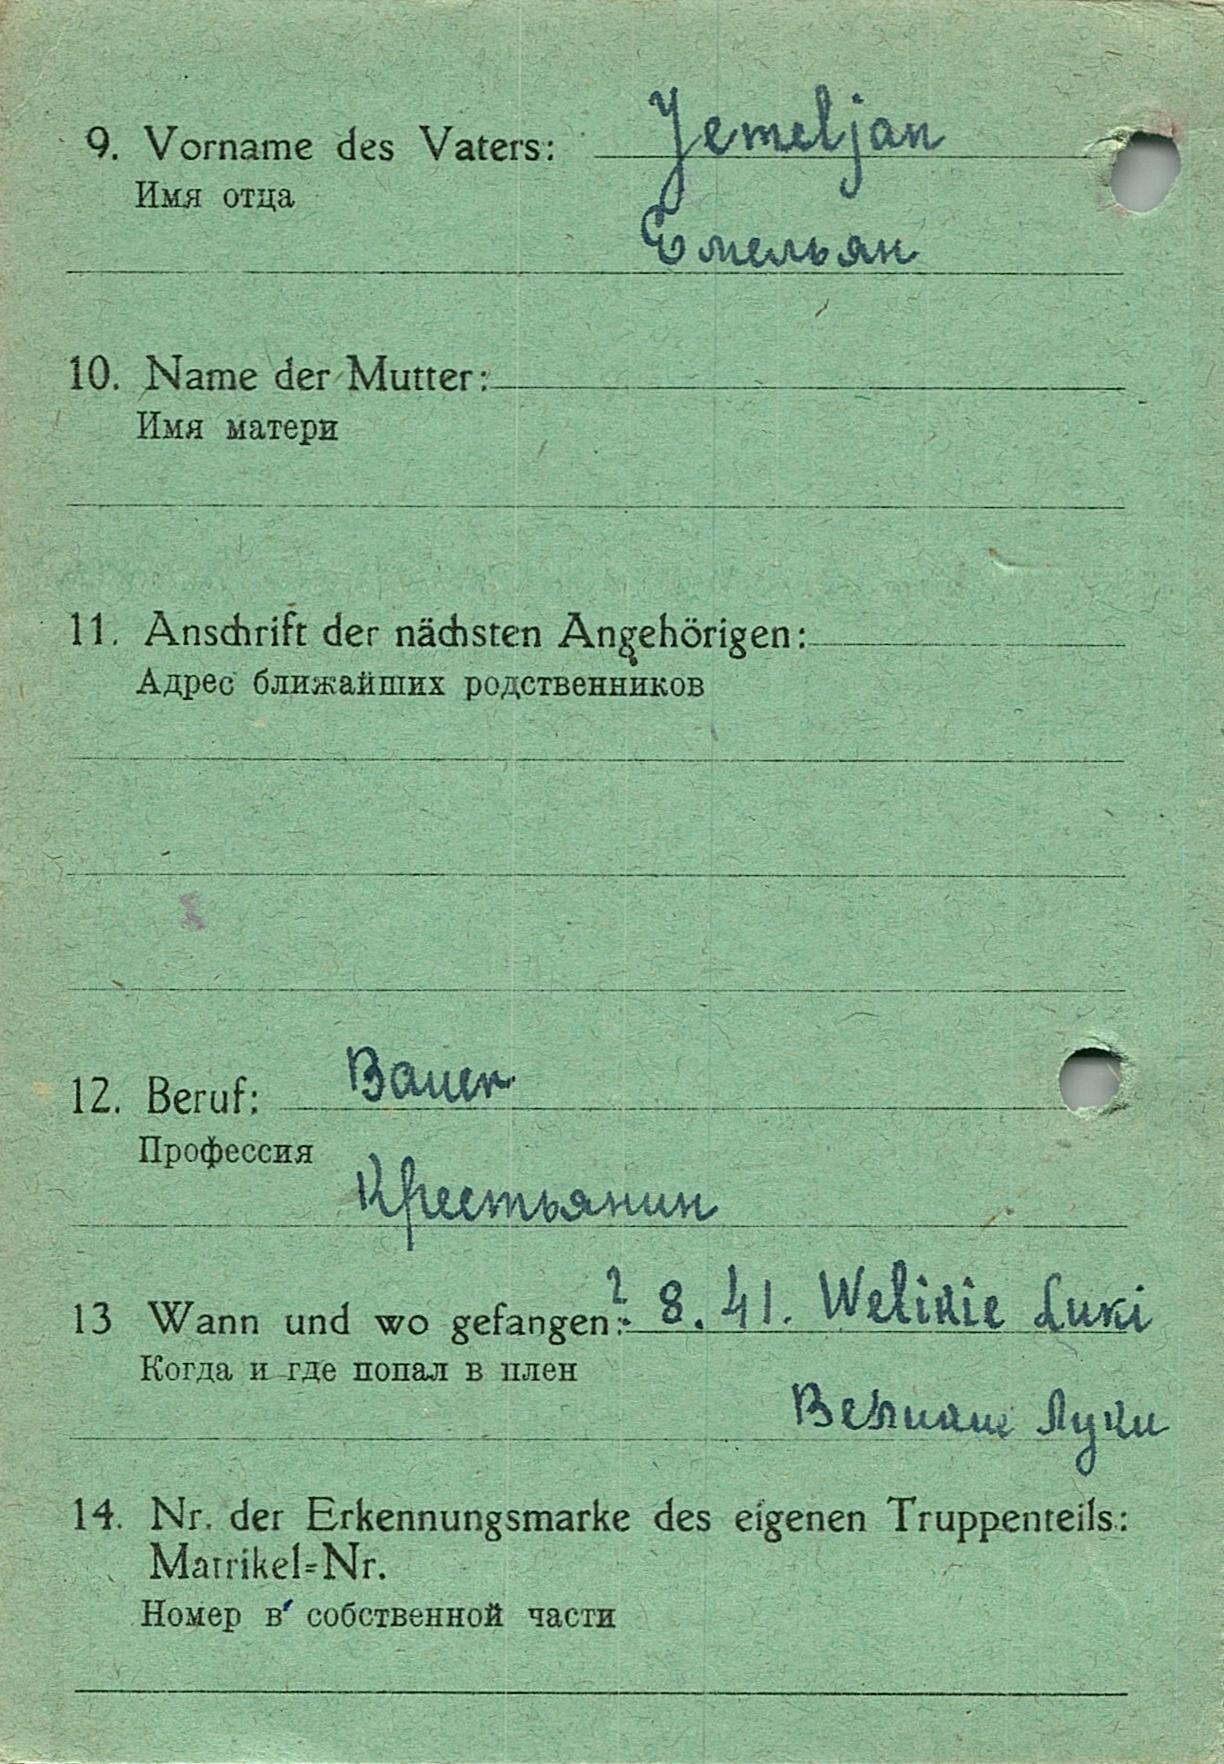 9. Vorname des Vaters: Jemeljan
Имя отца
Емельян
10. Name der Mutter:
Имя матери
11. Anschrift der nächsten Angehörigen:
Адрес ближайших родственников
12. Beruf: Bauer
Профессия
Крестьянин
13 Wann und wo gefangen: ? 8. 41. Welikie Luki
Когда и где попал в плен
Великие Луки
14. Nr. der Erkennungsmarke des eigenen Truppenteils:
Matrikel=Nr.
Номер в собственной части